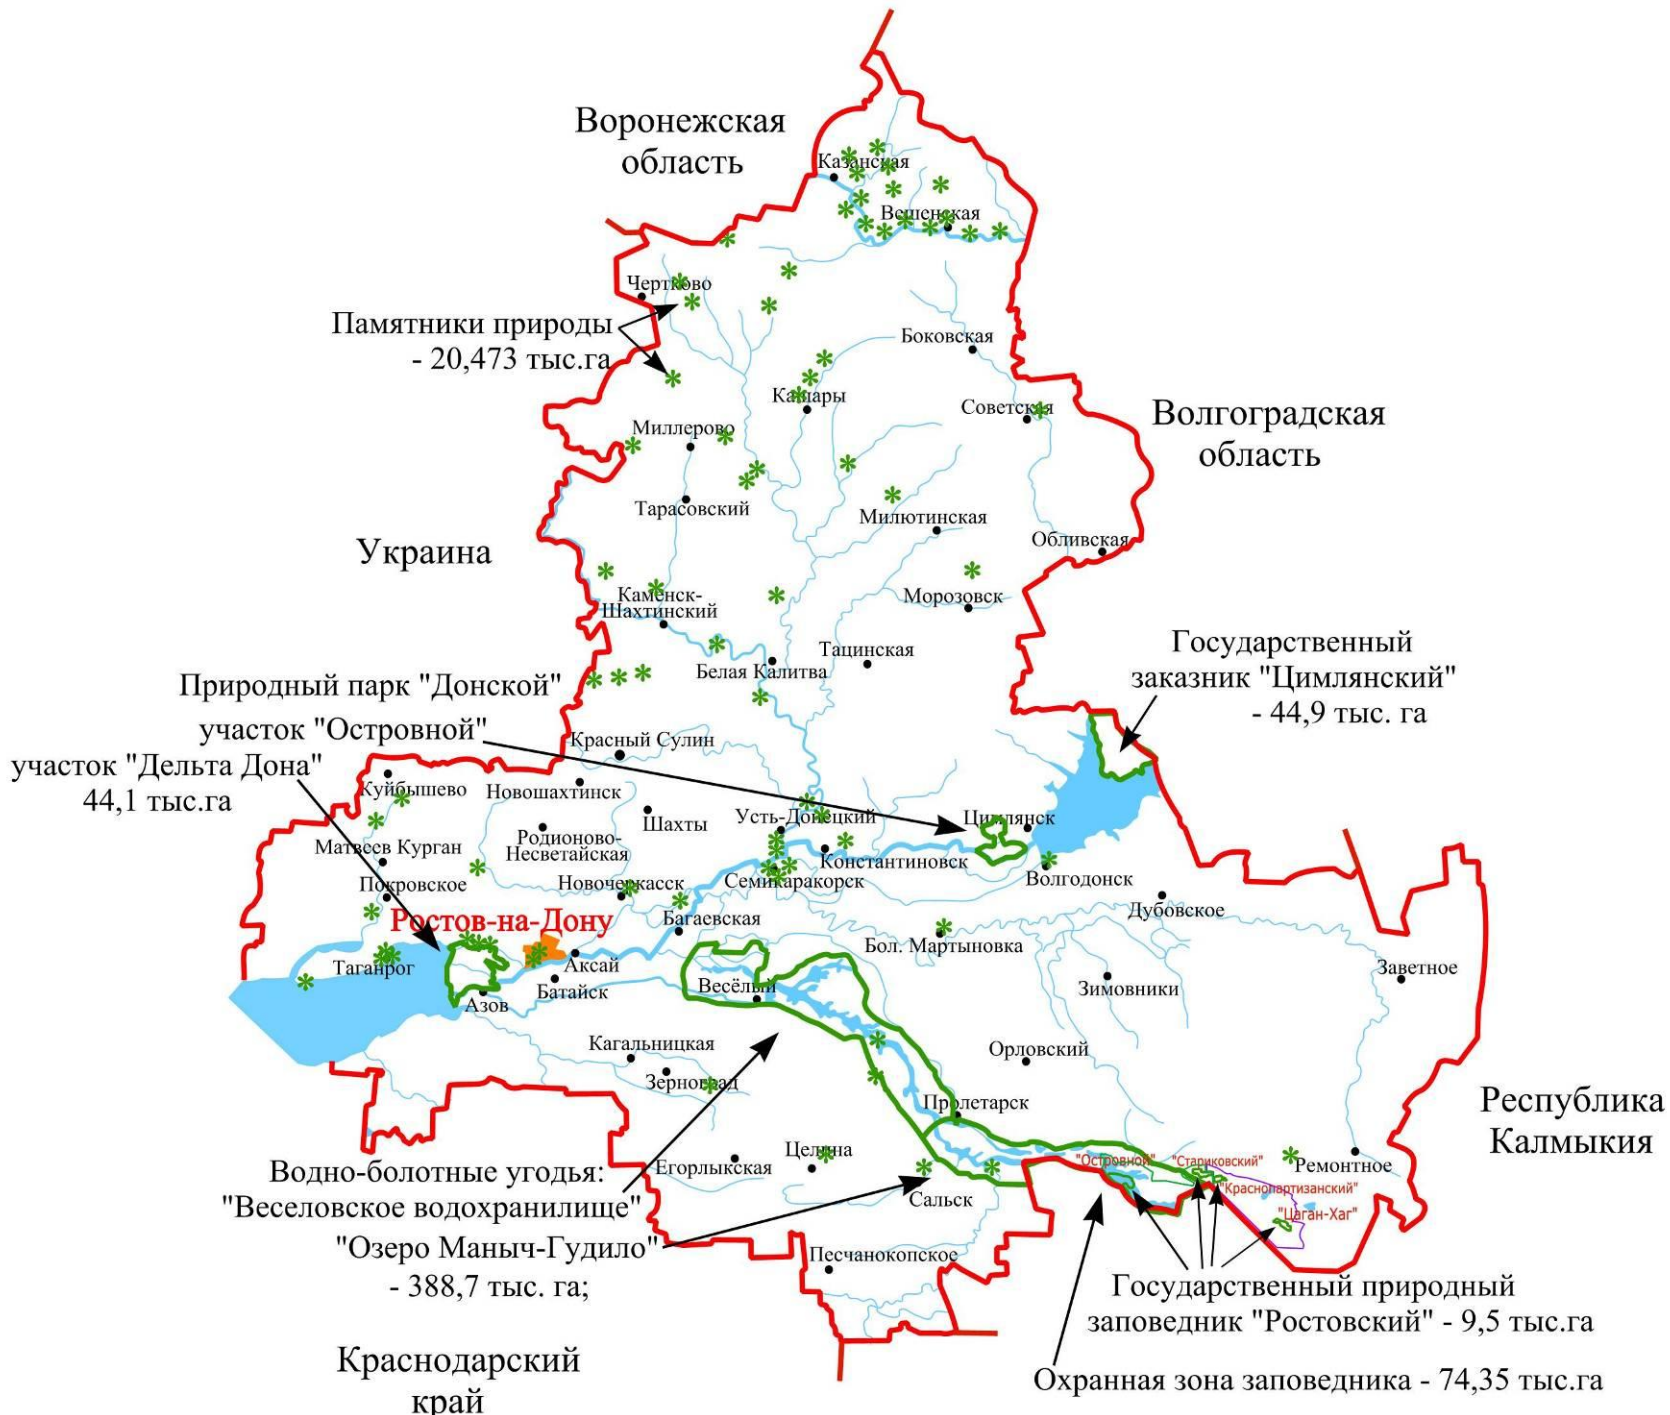 Воронежская
область
Казанская
Вешенская
Чертково
Памятники природы
- 20,473 тыс.га
Боковская
Кашары
Советская
Волгоградская
область
Миллерово
Тарасовский
Милютинская
Обливская
Украина
Каменск-
Шахтинский
Морозовск
Государственный
заказник "Цимлянский"
- 44,9 тыс. га
Тацинская
Белая Калитва
Природный парк "Донской"
участок "Островной"
участок "Дельта Дона"
44,1 тыс.га
Красный Сулин
Куйбышево
Новошахтинск
Шахты
Усть-Донецкий
Цимлянск
Родионово-
Несветайская
Матвеев Курган
Константиновск
Покровское
Новочеркасск
Семикаракорск
Волгодонск
Дубовское
Ростов-на-Дону
Багаевская
Бол. Мартыновка
Таганрог
Аксай
Заветное
Азов
Батайск
Весёлый
Зимовники
Кагальницкая
Орловский
Зерноград
Пролетарск
Республика
Калмыкия
Целина
Егорлыкская
"Островной"
"Стариковский"
Ремонтное
"Краснопартизанский"
Водно-болотные угодья:
"Веселовское водохранилище"
Сальск
"Цаган-Хаг"
"Озеро Маныч-Гудило"
- 388,7 тыс. га;
Песчанокопское
Государственный природный
заповедник "Ростовский" - 9,5 тыс.га
Охранная зона заповедника - 74,35 тыс.га
Краснодарский
край